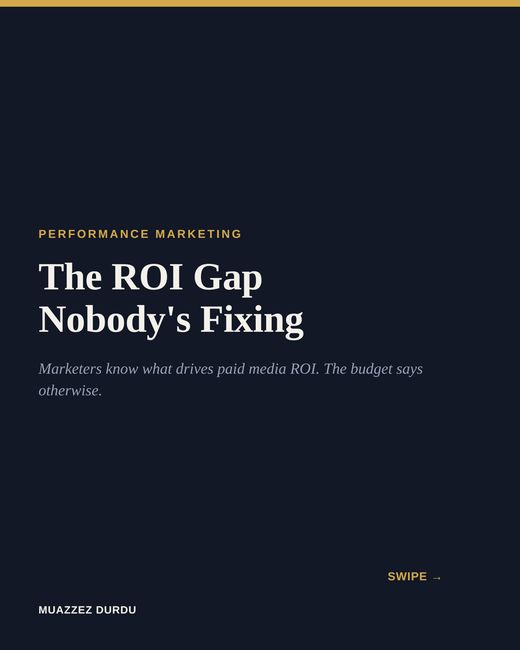 PERFORMANCE MARKETING
The ROI Gap
Nobody's Fixing
Marketers know what drives paid media ROI. The budget says
otherwise.
SWIPE →
MUAZZEZ DURDU